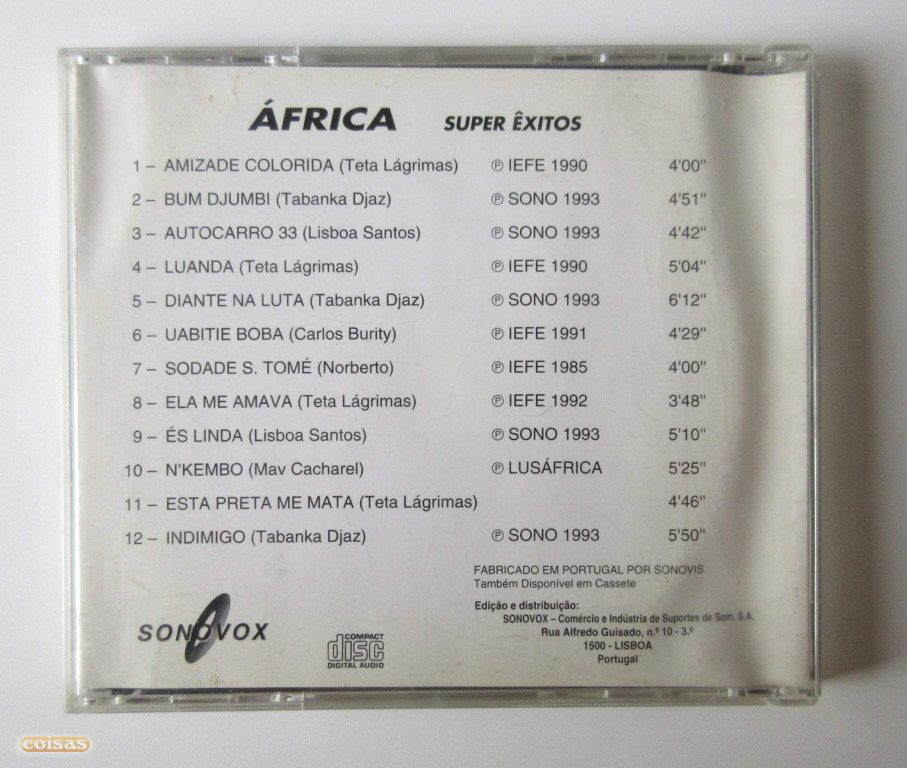 ÁFRICA SUPER ÊXITOS
1 – AMIZADE COLORIDA (Teta Lágrimas) ℗ IEFE 1990 4'00"
2 – BUM DJUMBI (Tabanka Djaz) ℗ SONO 1993 4'51"
3 – AUTOCARRO 33 (Lisboa Santos) ℗ SONO 1993 4'42"
4 – LUANDA (Teta Lágrimas) ℗ IEFE 1990 5'04"
5 – DIANTE NA LUTA (Tabanka Djaz) ℗ SONO 1993 6'12"
6 – UABITIE BOBA (Carlos Burity) ℗ IEFE 1991 4'29"
7 – SODADE S. TOMÉ (Norberto) ℗ IEFE 1985 4'00"
8 – ELA ME AMAVA (Teta Lágrimas) ℗ IEFE 1992 3'48"
9 – ÉS LINDA (Lisboa Santos) ℗ SONO 1993 5'10"
10 – N'KEMBO (Mav Cacharel) ℗ LUSÁFRICA 5'25"
11 – ESTA PRETA ME MATA (Teta Lágrimas) 4'46"
12 – INDIMIGO (Tabanka Djaz) ℗ SONO 1993 5'50"
FABRICADO EM PORTUGAL POR SONOVIS
Também Disponível em Cassete
Edição e distribuição:
SONOVOX – Comércio e Indústria de Suportes de Som, S.A.
Rua Alfredo Guisado, n.º 10 - 3.º
1500 - LISBOA
Portugal
SONOVOX
COMPACT
disc
DIGITAL AUDIO
coisas